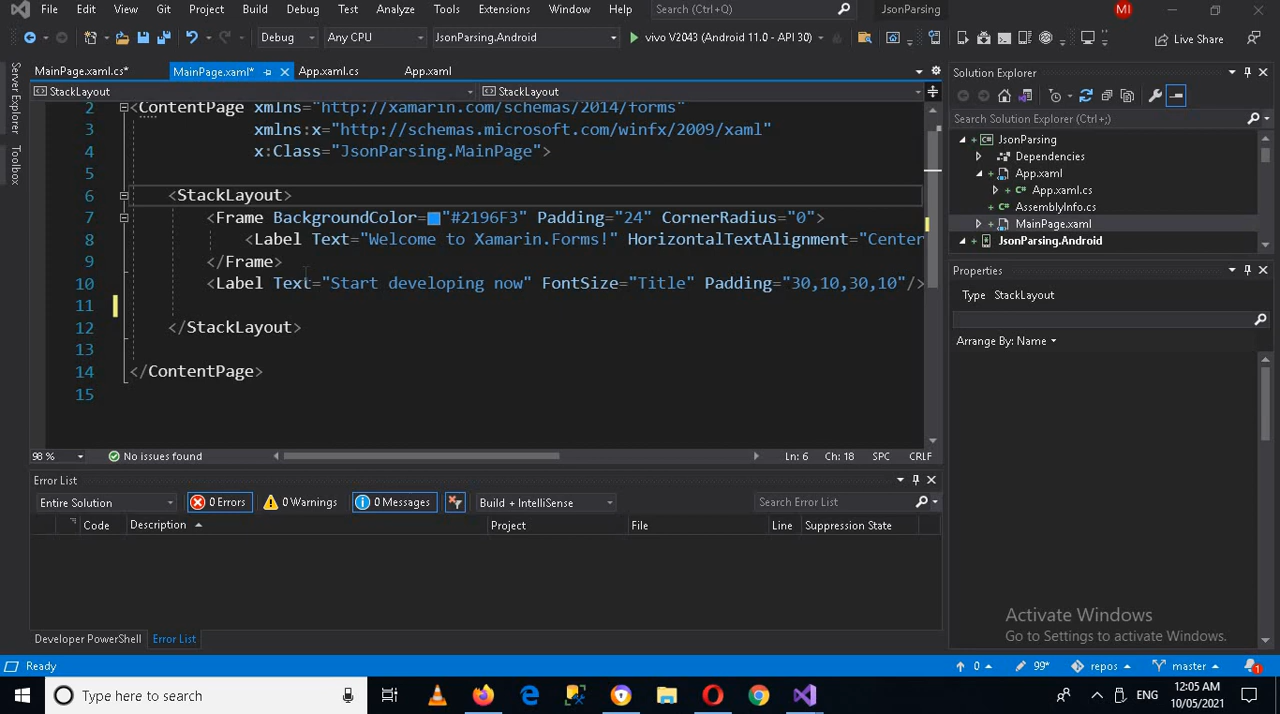 File Edit View Git Project Build Debug Test Analyze Tools Extensions Window Help Search (Ctrl+Q) JsonParsing MI
Debug Any CPU JsonParsing.Android vivo V2043 (Android 11.0 - API 30) Live Share
MainPage.xaml.cs* MainPage.xaml* App.xaml.cs App.xaml
StackLayout StackLayout
2 <ContentPage xmlns="http://xamarin.com/schemas/2014/forms"
3 xmlns:x="http://schemas.microsoft.com/winfx/2009/xaml"
4 x:Class="JsonParsing.MainPage">
5
6 <StackLayout>
7 <Frame BackgroundColor="#2196F3" Padding="24" CornerRadius="0">
8 <Label Text="Welcome to Xamarin.Forms!" HorizontalTextAlignment="Center
9 </Frame>
10 <Label Text="Start developing now" FontSize="Title" Padding="30,10,30,10"/>
11
12 </StackLayout>
13
14 </ContentPage>
15
98 % No issues found Ln: 6 Ch: 18 SPC CRLF
Server Explorer
Toolbox
Solution Explorer
Search Solution Explorer (Ctrl+;)
JsonParsing
Dependencies
App.xaml
App.xaml.cs
AssemblyInfo.cs
MainPage.xaml
JsonParsing.Android
Properties
Type StackLayout
Arrange By: Name
Error List
Entire Solution 0 Errors 0 Warnings 0 Messages Build + IntelliSense Search Error List
Code Description Project File Line Suppression State
Developer PowerShell Error List
Activate Windows
Go to Settings to activate Windows.
Ready 0 99* repos master 1
Type here to search ENG 12:05 AM
10/05/2021